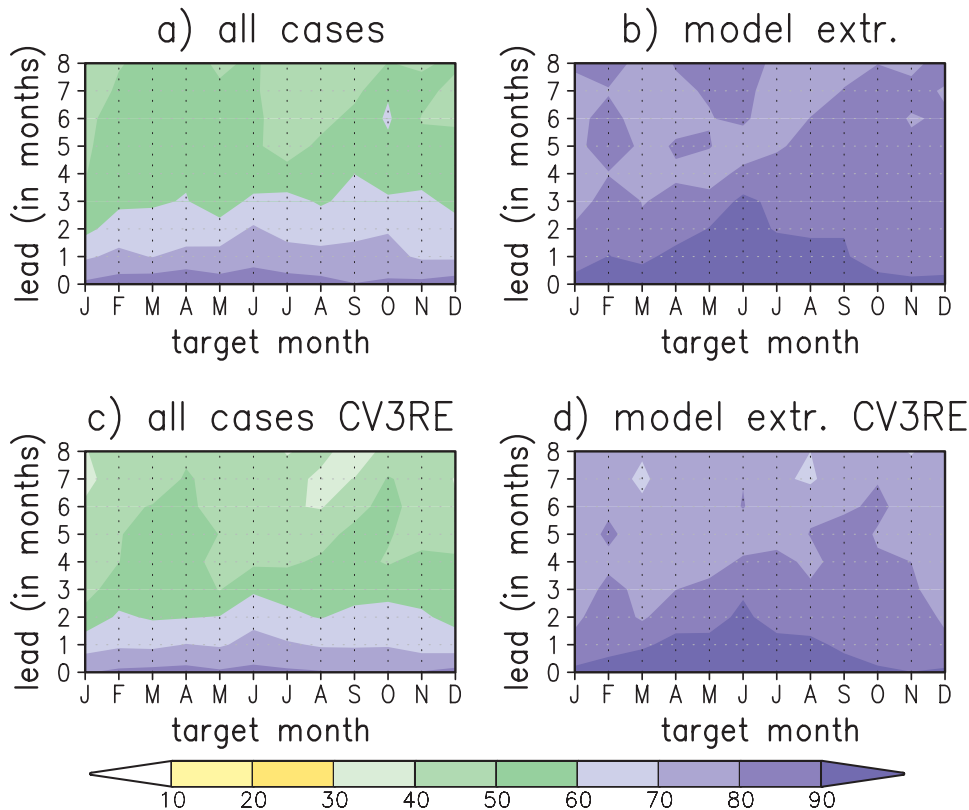 a) all cases
b) model extr.
lead (in months)
8
7
6
5
4
3
2
1
0
J F M A M J J A S O N D
target month
lead (in months)
8
7
6
5
4
3
2
1
0
J F M A M J J A S O N D
target month
c) all cases CV3RE
d) model extr. CV3RE
lead (in months)
8
7
6
5
4
3
2
1
0
J F M A M J J A S O N D
target month
lead (in months)
8
7
6
5
4
3
2
1
0
J F M A M J J A S O N D
target month
10 20 30 40 50 60 70 80 90